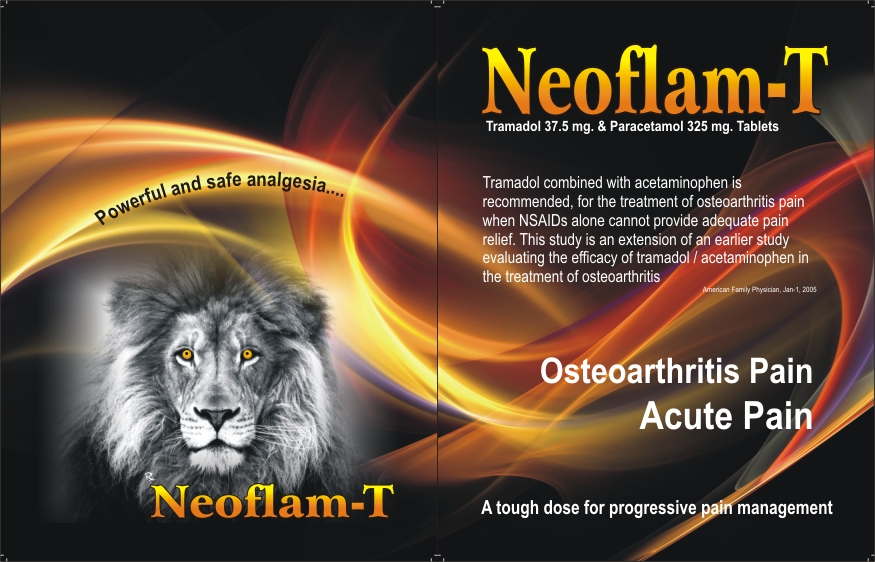 Powerful and safe analgesia....
Neoflam-T
Neoflam-T
Tramadol 37.5 mg. & Paracetamol 325 mg. Tablets
Tramadol combined with acetaminophen is
recommended, for the treatment of osteoarthritis pain
when NSAIDs alone cannot provide adequate pain
relief. This study is an extension of an earlier study
evaluating the efficacy of tramadol / acetaminophen in
the treatment of osteoarthritis
American Family Physician, Jan-1, 2005
Osteoarthritis Pain
Acute Pain
A tough dose for progressive pain management